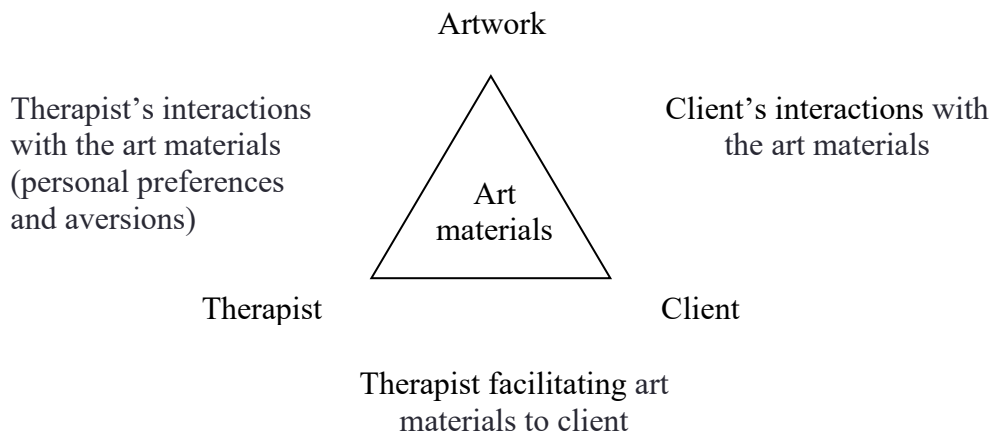 Artwork
Therapist’s interactions
with the art materials
(personal preferences
and aversions)
Client’s interactions with
the art materials
Art
materials
Therapist
Client
Therapist facilitating art
materials to client